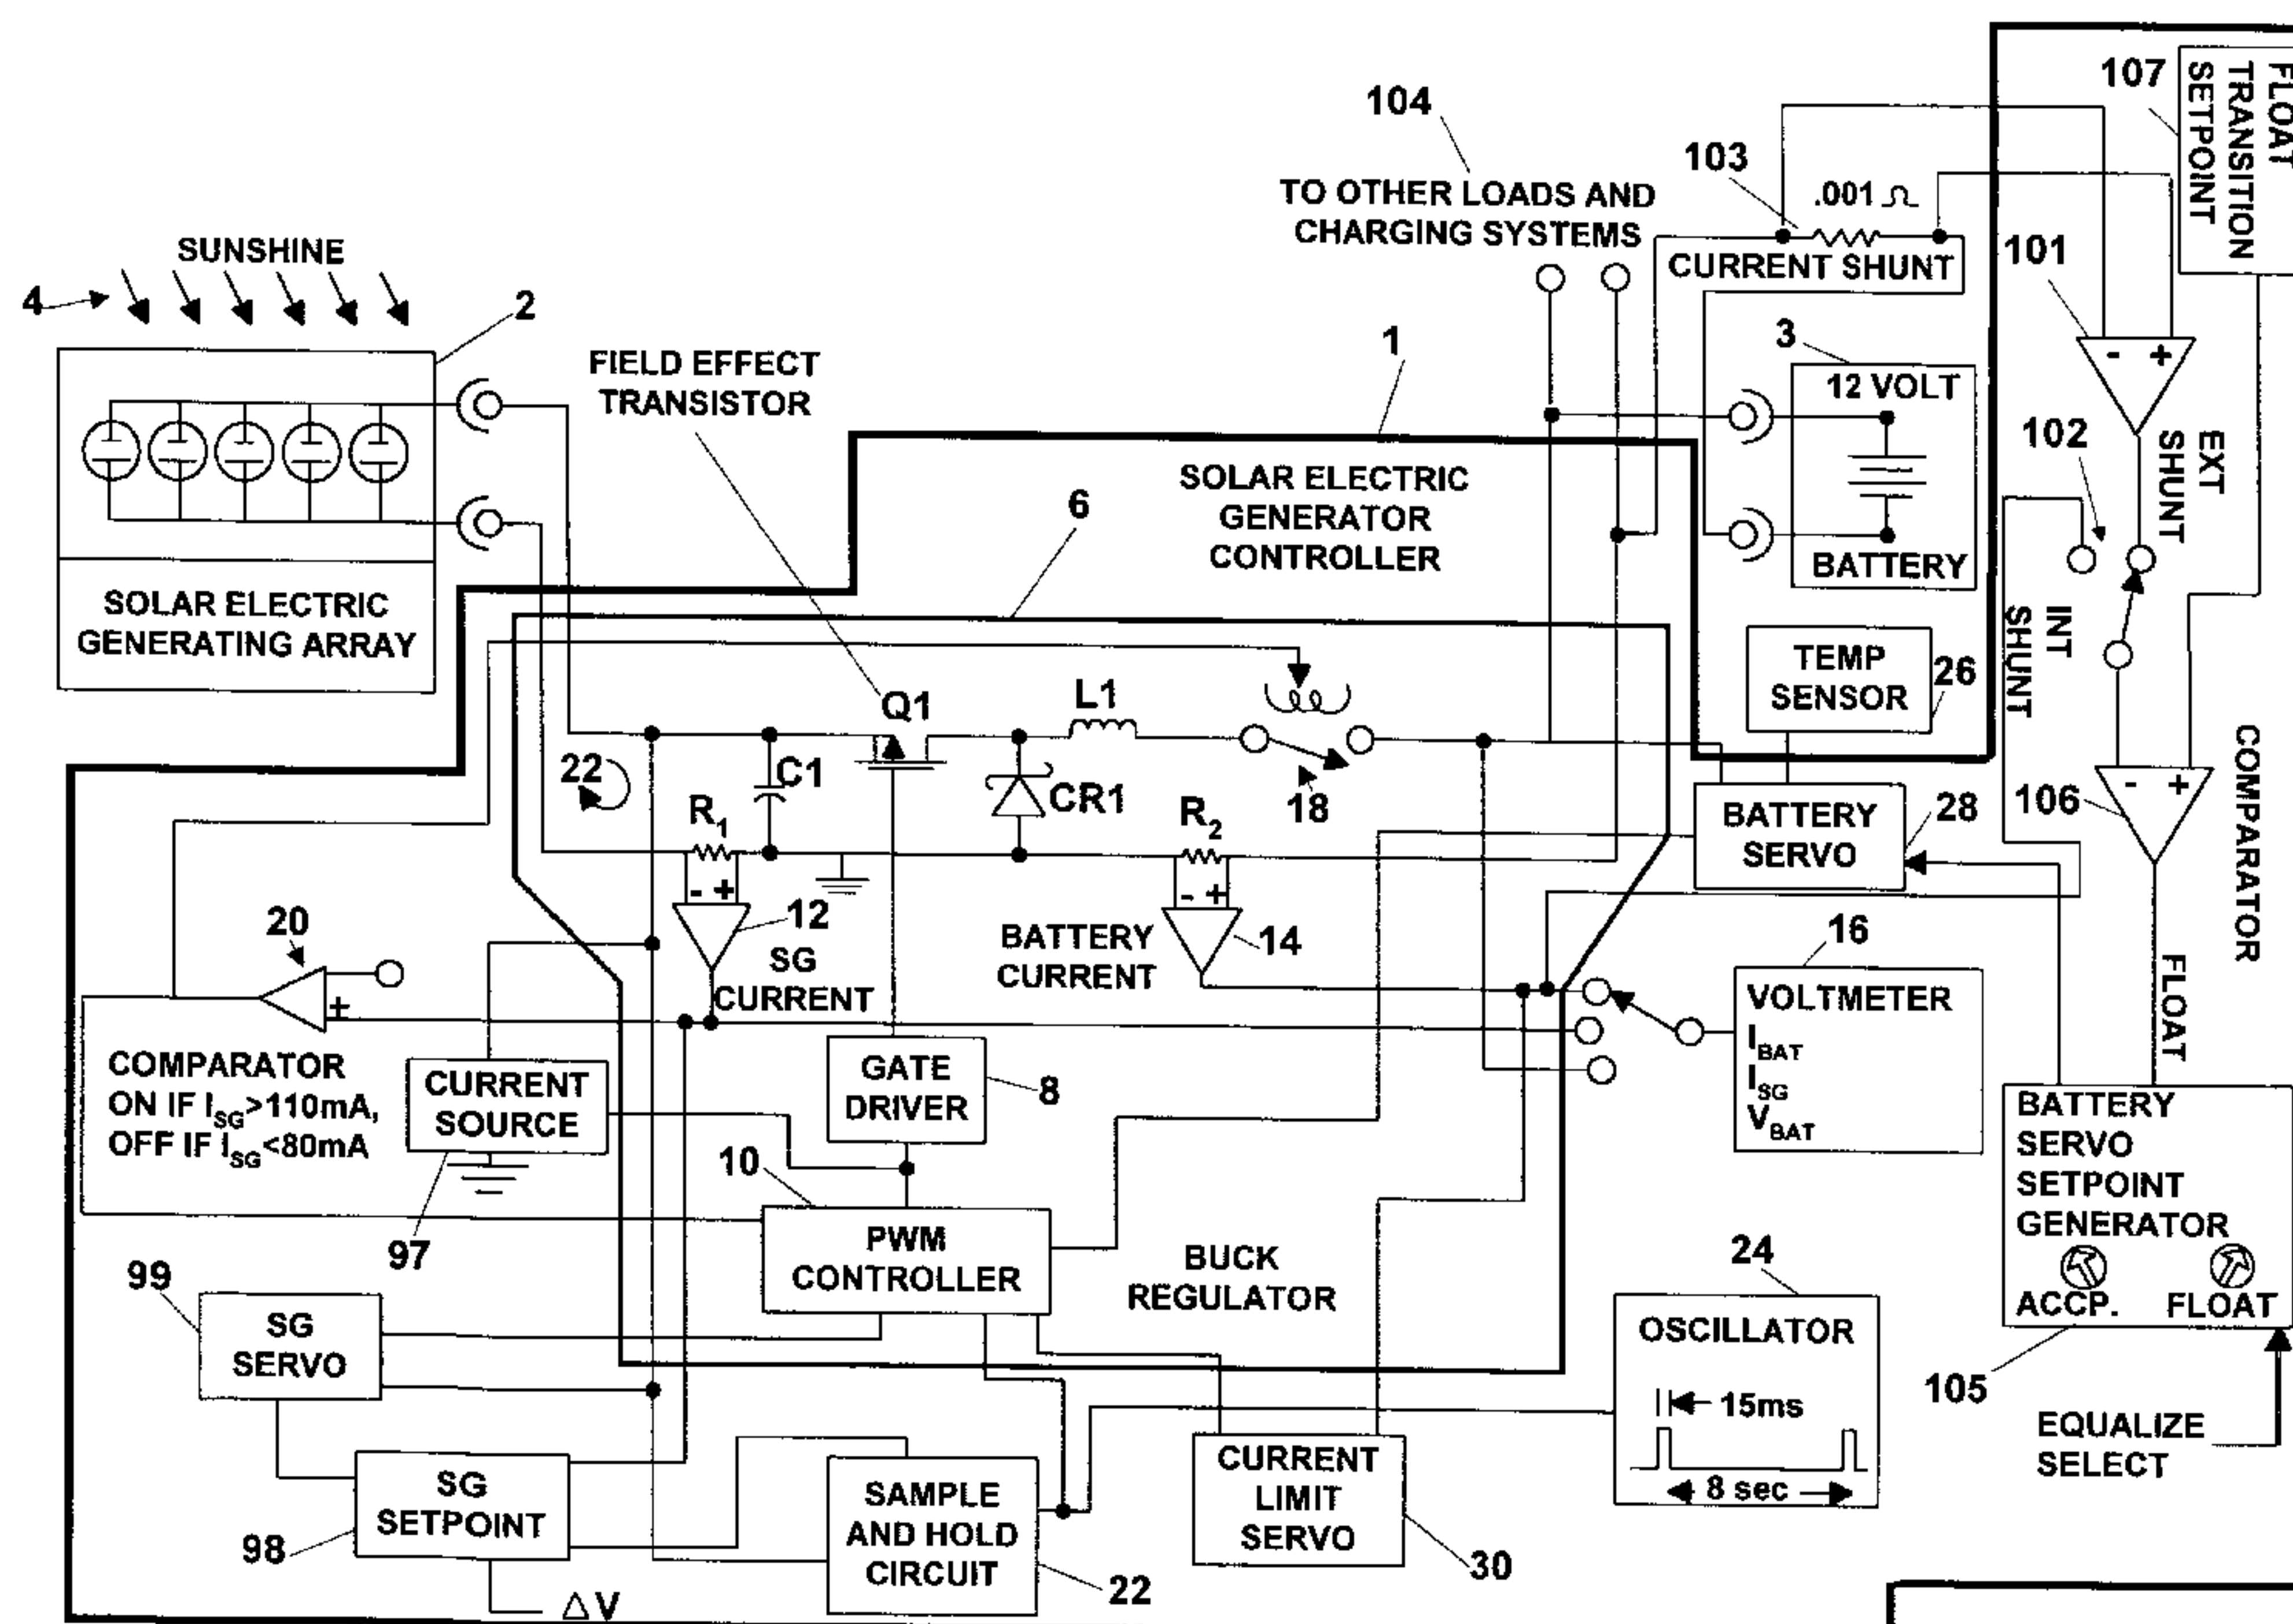 107
FLOAT
TRANSITION
SETPOINT
104
TO OTHER LOADS AND
CHARGING SYSTEMS
103
.001 Ω
CURRENT SHUNT
101
- +
SUNSHINE
4
2
1
3
12 VOLT
BATTERY
FIELD EFFECT
TRANSISTOR
102
EXT
SHUNT
INT
SHUNT
SOLAR ELECTRIC
GENERATOR
CONTROLLER
6
SOLAR ELECTRIC
GENERATING ARRAY
TEMP
SENSOR
26
Q1
L1
22
C1
CR1
18
R1
R2
BATTERY
SERVO
28
106
- +
COMPARATOR
- +
12
SG
CURRENT
- +
14
BATTERY
CURRENT
20
+
16
VOLTMETER
IBAT
ISG
VBAT
FLOAT
COMPARATOR
ON IF ISG>110mA,
OFF IF ISG<80mA
CURRENT
SOURCE
97
GATE
DRIVER
8
10
PWM
CONTROLLER
BUCK
REGULATOR
BATTERY
SERVO
SETPOINT
GENERATOR
ACCP. FLOAT
105
EQUALIZE
SELECT
24
OSCILLATOR
15ms
8 sec
99
SG
SERVO
SG
SETPOINT
98
ΔV
SAMPLE
AND HOLD
CIRCUIT
22
CURRENT
LIMIT
SERVO
30